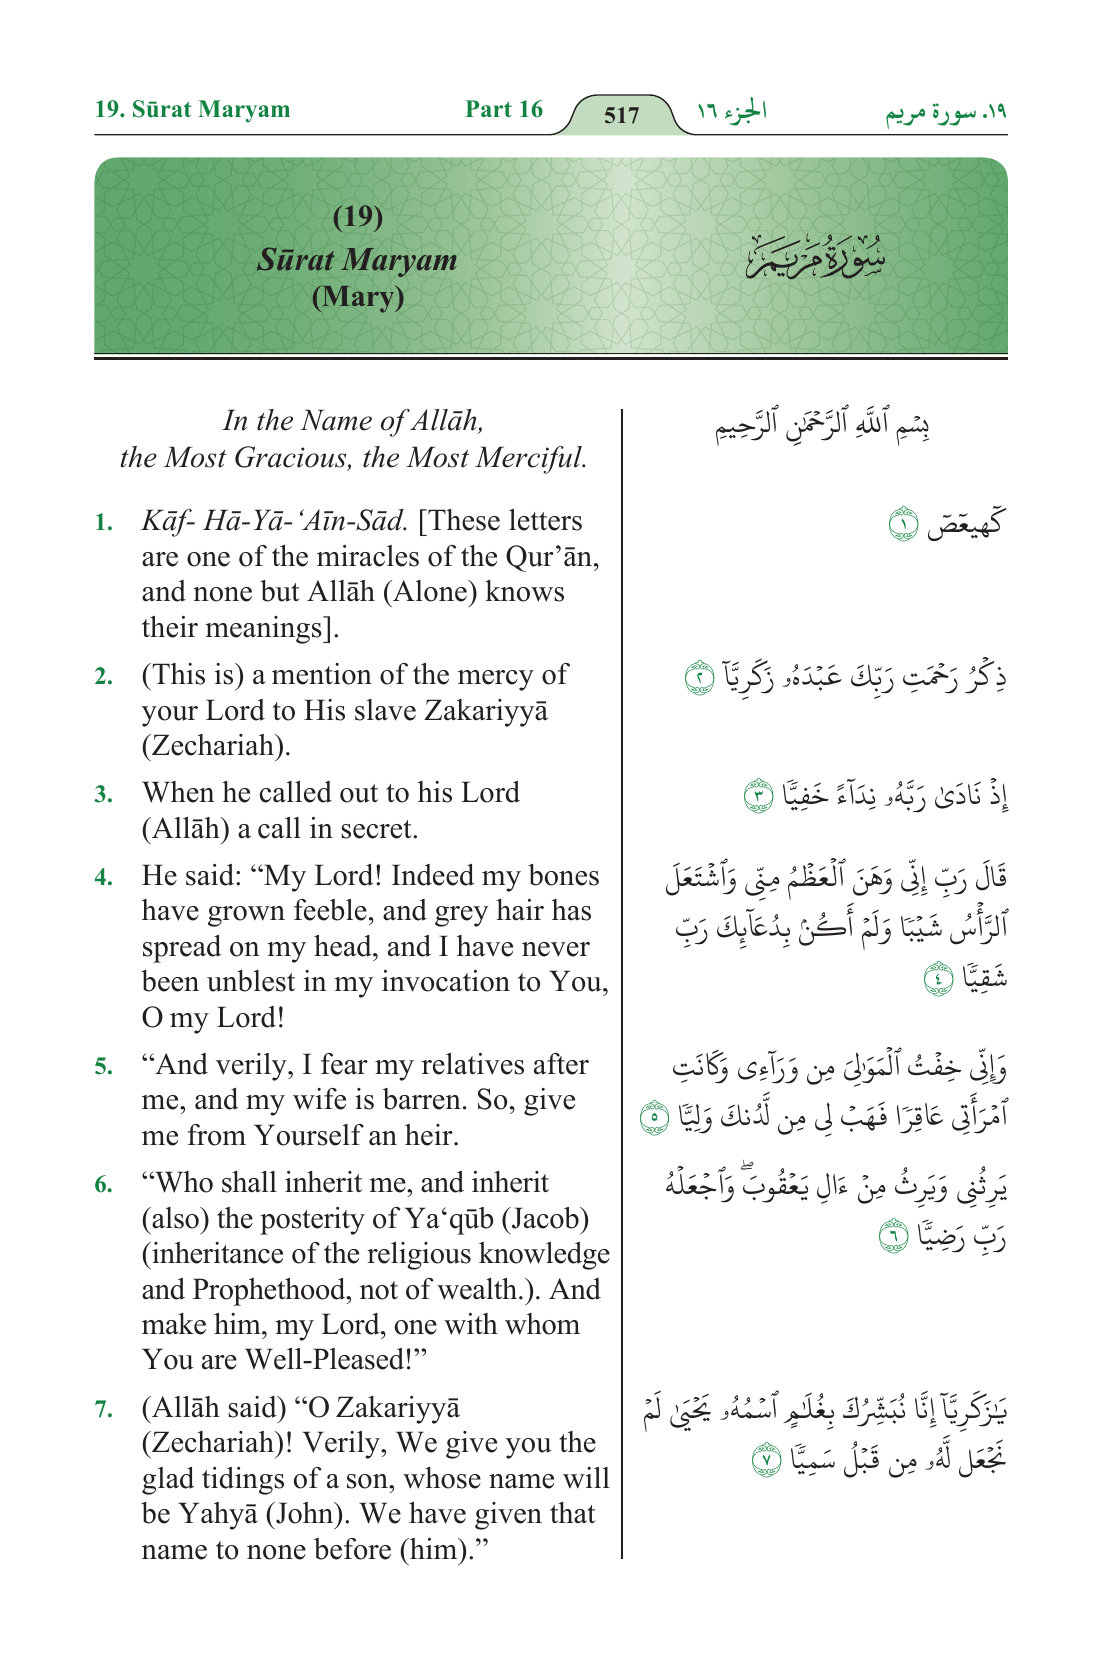 19. Sūrat Maryam
Part 16
517
الجزء ١٦
١٩. سورة مريم
(19)
Sūrat Maryam
(Mary)
سُورَةُ مَرْيَمَ
In the Name of Allāh,
the Most Gracious, the Most Merciful.
1. Kāf- Hā-Yā-‘Aīn-Sād. [These letters
are one of the miracles of the Qur’ān,
and none but Allāh (Alone) knows
their meanings].
2. (This is) a mention of the mercy of
your Lord to His slave Zakariyyā
(Zechariah).
3. When he called out to his Lord
(Allāh) a call in secret.
4. He said: “My Lord! Indeed my bones
have grown feeble, and grey hair has
spread on my head, and I have never
been unblest in my invocation to You,
O my Lord!
5. “And verily, I fear my relatives after
me, and my wife is barren. So, give
me from Yourself an heir.
6. “Who shall inherit me, and inherit
(also) the posterity of Ya‘qūb (Jacob)
(inheritance of the religious knowledge
and Prophethood, not of wealth.). And
make him, my Lord, one with whom
You are Well-Pleased!”
7. (Allāh said) “O Zakariyyā
(Zechariah)! Verily, We give you the
glad tidings of a son, whose name will
be Yahyā (John). We have given that
name to none before (him).”
بِسْمِ ٱللَّهِ ٱلرَّحْمَٰنِ ٱلرَّحِيمِ
كٓهيعٓصٓ ١
ذِكْرُ رَحْمَتِ رَبِّكَ عَبْدَهُۥ زَكَرِيَّآ ٢
إِذْ نَادَىٰ رَبَّهُۥ نِدَآءً خَفِيًّا ٣
قَالَ رَبِّ إِنِّى وَهَنَ ٱلْعَظْمُ مِنِّى وَٱشْتَعَلَ
ٱلرَّأْسُ شَيْبًا وَلَمْ أَكُنۢ بِدُعَآئِكَ رَبِّ
شَقِيًّا ٤
وَإِنِّى خِفْتُ ٱلْمَوَٰلِىَ مِن وَرَآءِى وَكَانَتِ
ٱمْرَأَتِى عَاقِرًا فَهَبْ لِى مِن لَّدُنكَ وَلِيًّا ٥
يَرِثُنِى وَيَرِثُ مِنْ ءَالِ يَعْقُوبَ ۖ وَٱجْعَلْهُ
رَبِّ رَضِيًّا ٦
يَٰزَكَرِيَّآ إِنَّا نُبَشِّرُكَ بِغُلَٰمٍ ٱسْمُهُۥ يَحْيَىٰ لَمْ
نَجْعَل لَّهُۥ مِن قَبْلُ سَمِيًّا ٧